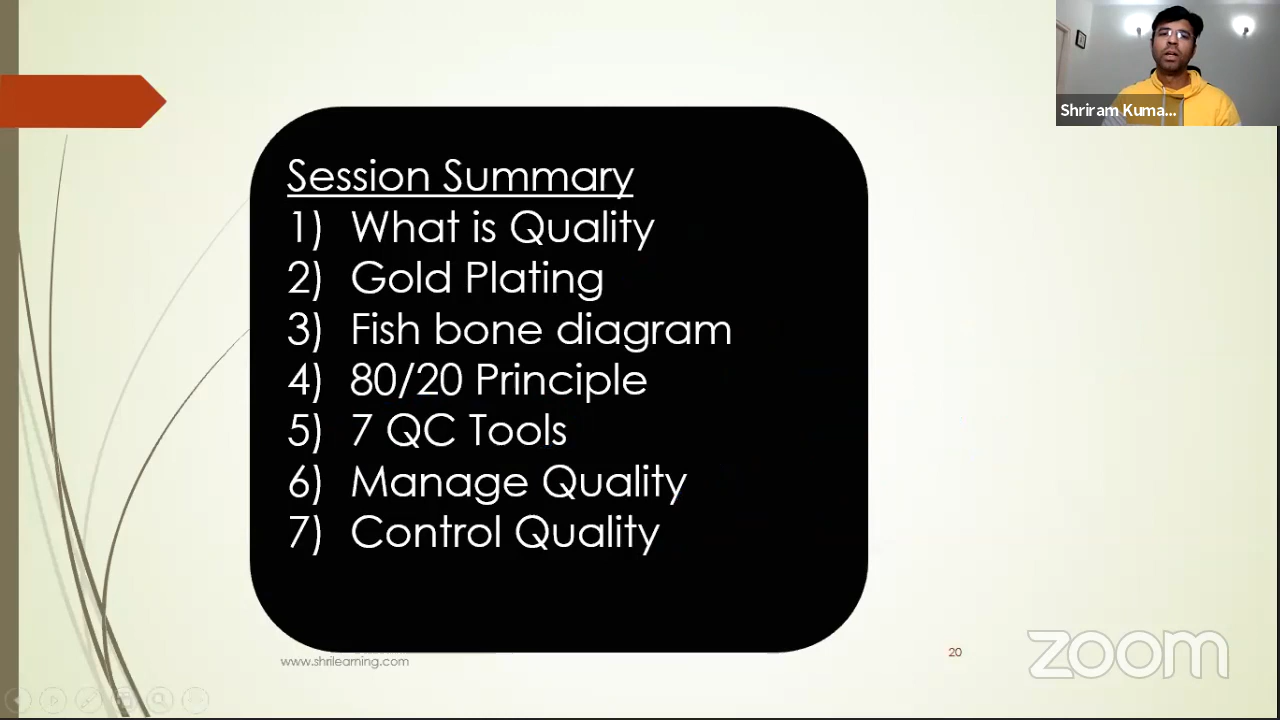 Shriram Kuma...
Session Summary
1) What is Quality
2) Gold Plating
3) Fish bone diagram
4) 80/20 Principle
5) 7 QC Tools
6) Manage Quality
7) Control Quality
www.shrilearning.com
20
zoom